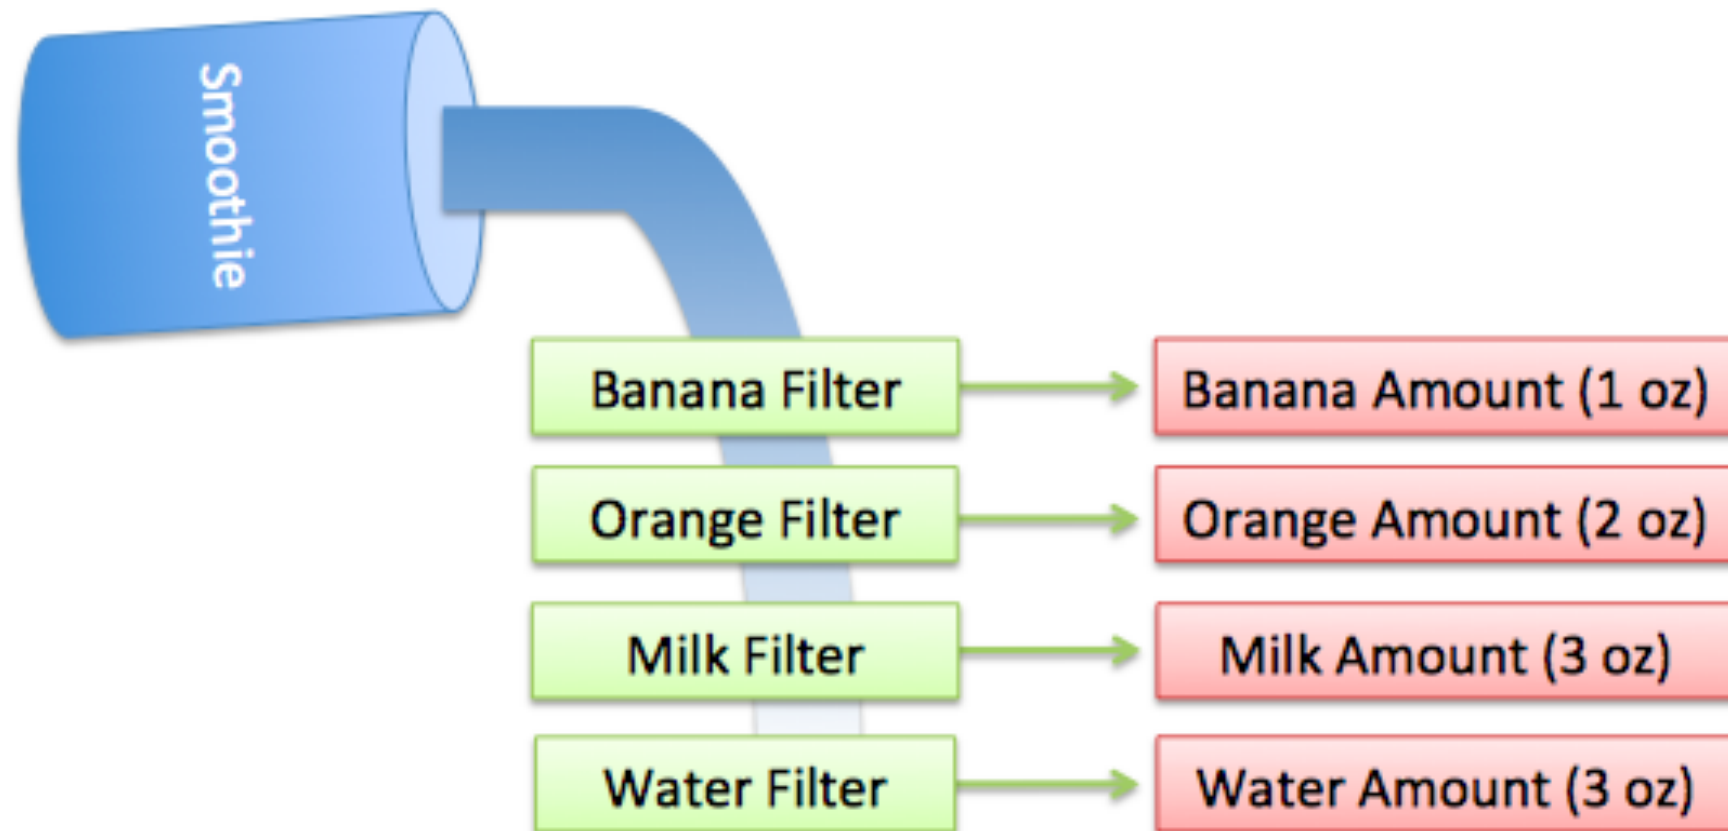 Smoothie
Banana Filter
Banana Amount (1 oz)
Orange Filter
Orange Amount (2 oz)
Milk Filter
Milk Amount (3 oz)
Water Filter
Water Amount (3 oz)